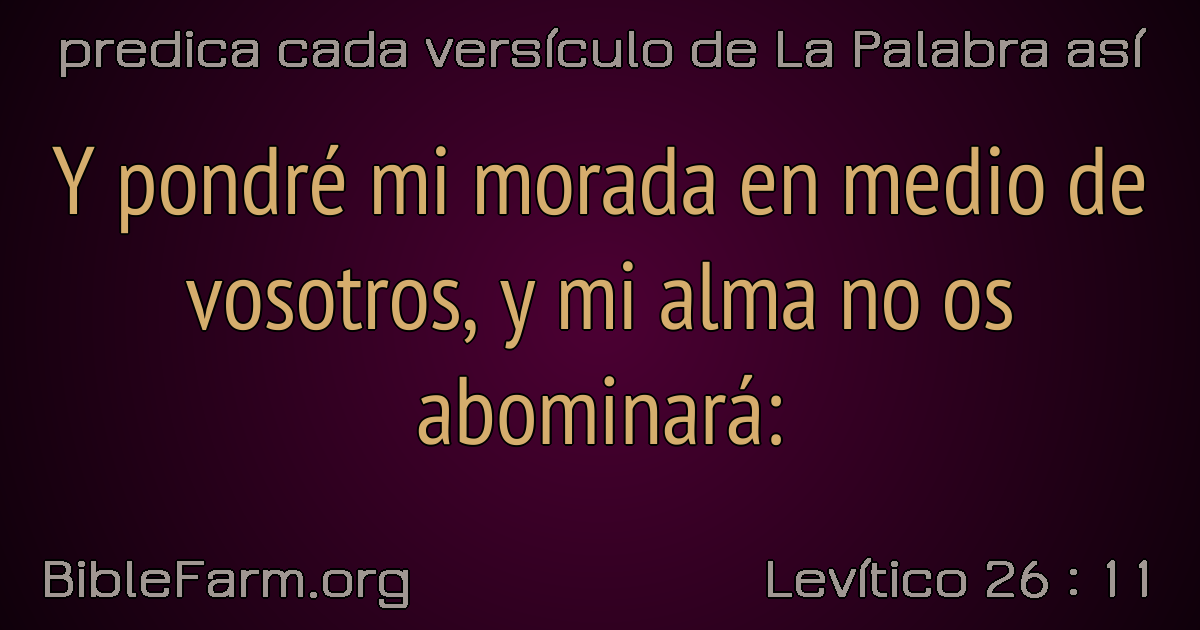 predica cada versículo de La Palabra así
Y pondré mi morada en medio de
vosotros, y mi alma no os
abominará:
BibleFarm.org
Levítico 26 : 11